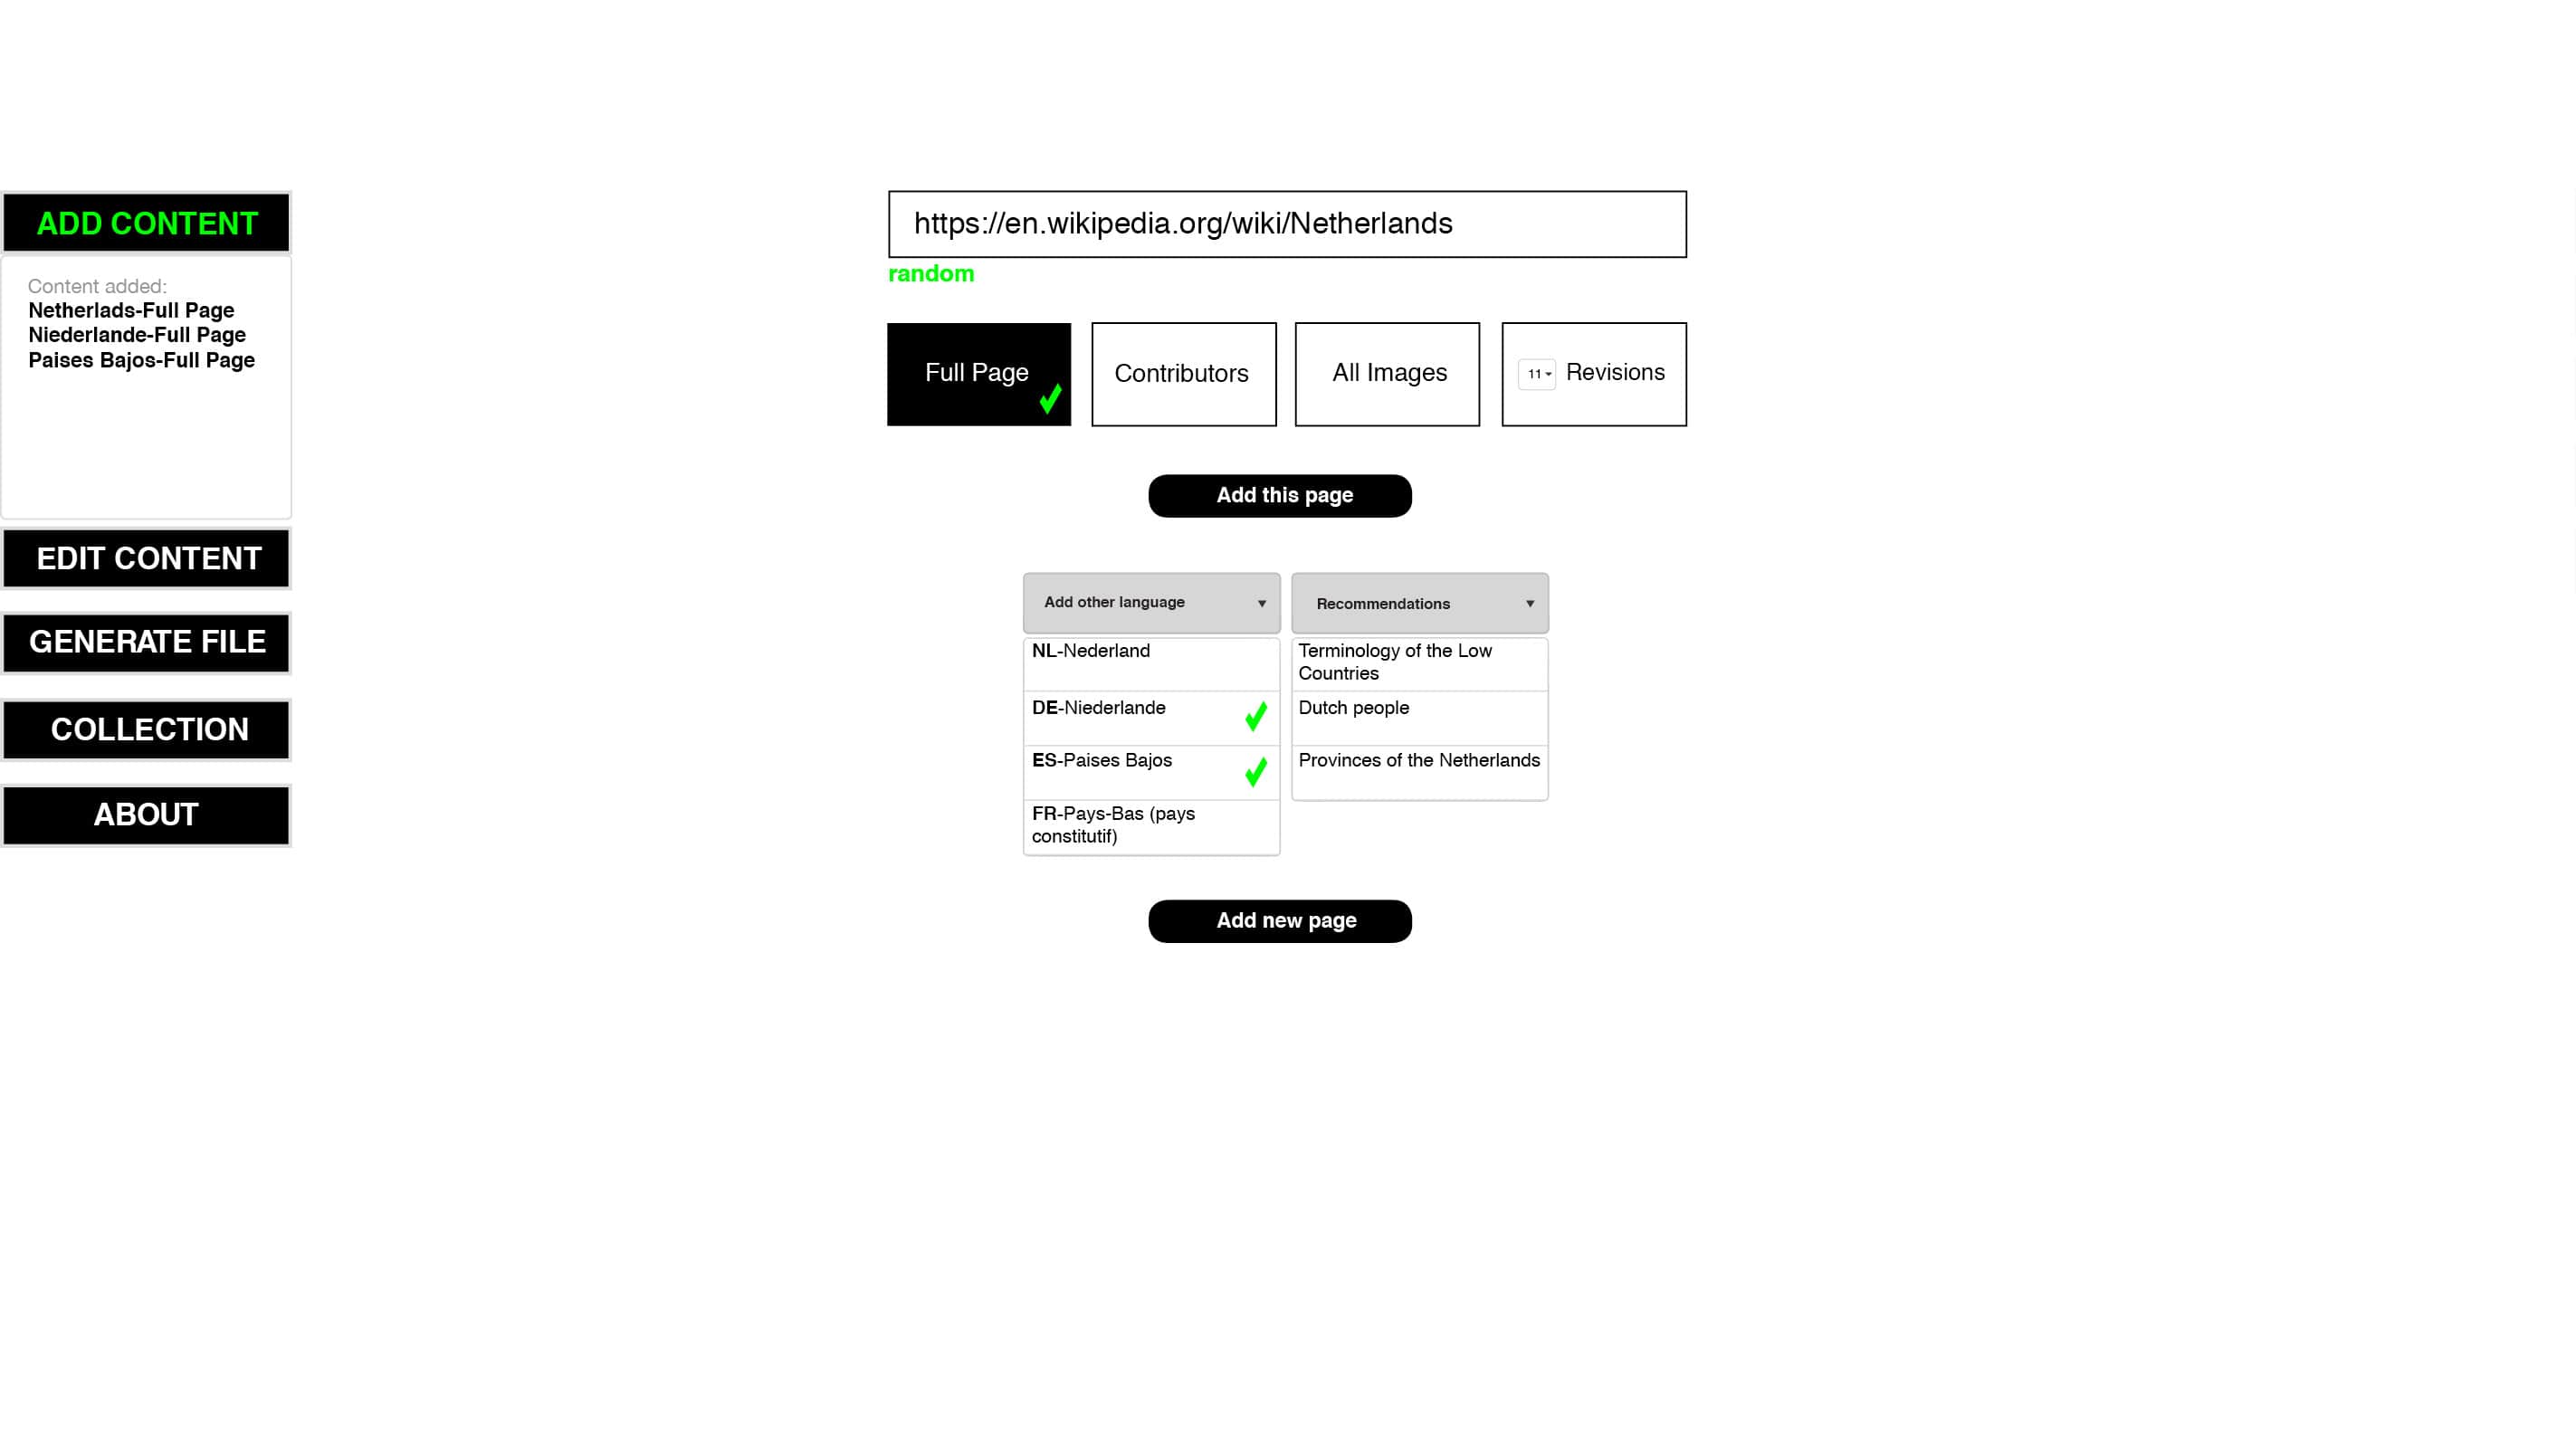 ADD CONTENT
Content added:
Netherlads-Full Page
Niederlande-Full Page
Paises Bajos-Full Page
EDIT CONTENT
GENERATE FILE
COLLECTION
ABOUT
https://en.wikipedia.org/wiki/Netherlands
random
Full Page
Contributors
All Images
11 Revisions
Add this page
Add other language
NL-Nederland
DE-Niederlande
ES-Paises Bajos
FR-Pays-Bas (pays
constitutif)
Recommendations
Terminology of the Low
Countries
Dutch people
Provinces of the Netherlands
Add new page